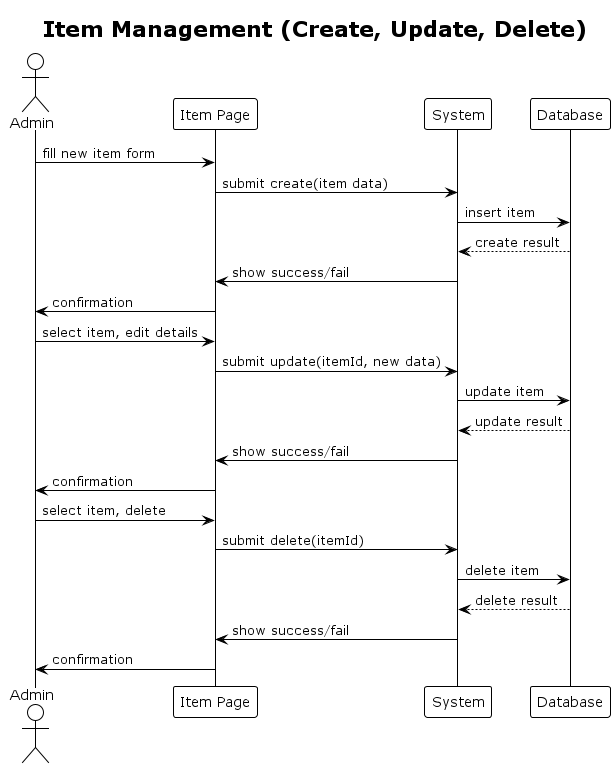 Item Management (Create, Update, Delete)
Admin
Item Page
System
Database
fill new item form
submit create(item data)
insert item
create result
show success/fail
confirmation
select item, edit details
submit update(itemId, new data)
update item
update result
show success/fail
confirmation
select item, delete
submit delete(itemId)
delete item
delete result
show success/fail
confirmation
Admin
Item Page
System
Database